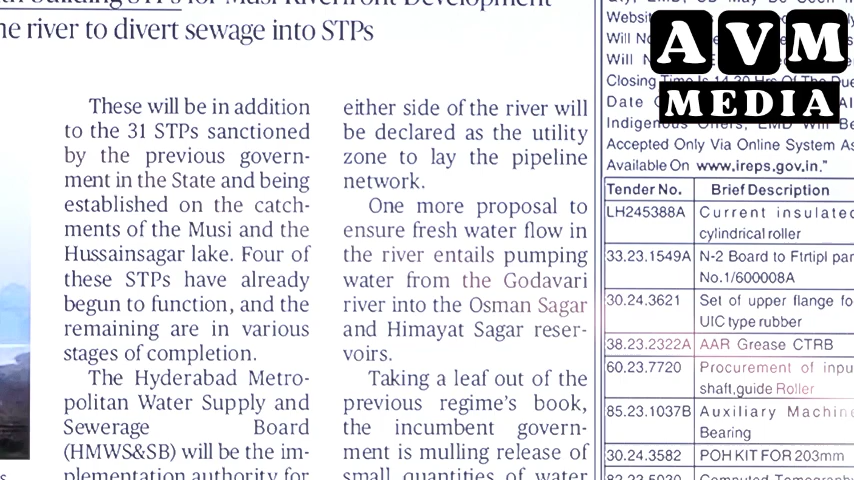 he river to divert sewage into STPs
These will be in addition
to the 31 STPs sanctioned
by the previous govern-
ment in the State and being
established on the catch-
ments of the Musi and the
Hussainsagar lake. Four of
these STPs have already
begun to function, and the
remaining are in various
stages of completion.
The Hyderabad Metro-
politan Water Supply and
Sewerage Board
(HMWS&SB) will be the im-
plementation authority for
either side of the river will
be declared as the utility
zone to lay the pipeline
network.
One more proposal to
ensure fresh water flow in
the river entails pumping
water from the Godavari
river into the Osman Sagar
and Himayat Sagar reser-
voirs.
Taking a leaf out of the
previous regime's book,
the incumbent govern-
ment is mulling release of
small quantities of water
AVM
MEDIA
Websit
Will No
Will N
Closing Time Is 14.30 Hrs Of The Due
Date
Indigenous Offers, EMD Will Be
Accepted Only Via Online System As
Available On www.ireps.gov.in."
Tender No. Brief Description
LH245388A Current insulated
cylindrical roller
33.23.1549A N-2 Board to Ftrtipl par
No.1/600008A
30.24.3621 Set of upper flange fo
UIC type rubber
38.23.2322A AAR Grease CTRB
60.23.7720 Procurement of inpu
shaft,guide Roller
85.23.1037B Auxiliary Machine
Bearing
30.24.3582 POH KIT FOR 203mm